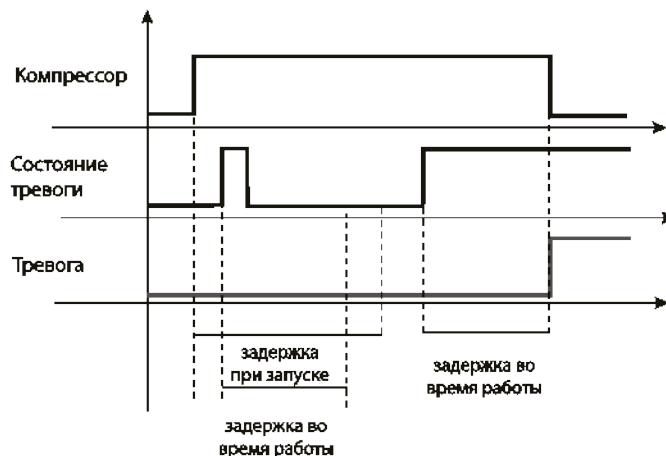 Компрессор
Состояние
тревоги
Тревога
задержка
при запуске
задержка во
время работы
задержка во
время работы